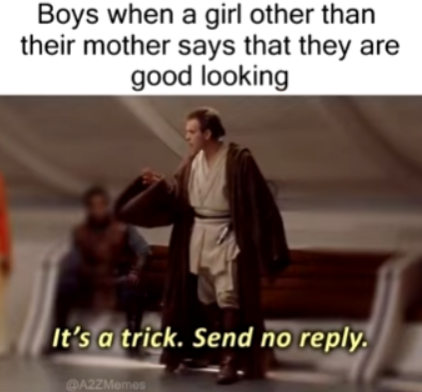 Boys when a girl other than
their mother says that they are
good looking
It's a trick. Send no reply.
@A2ZMemes